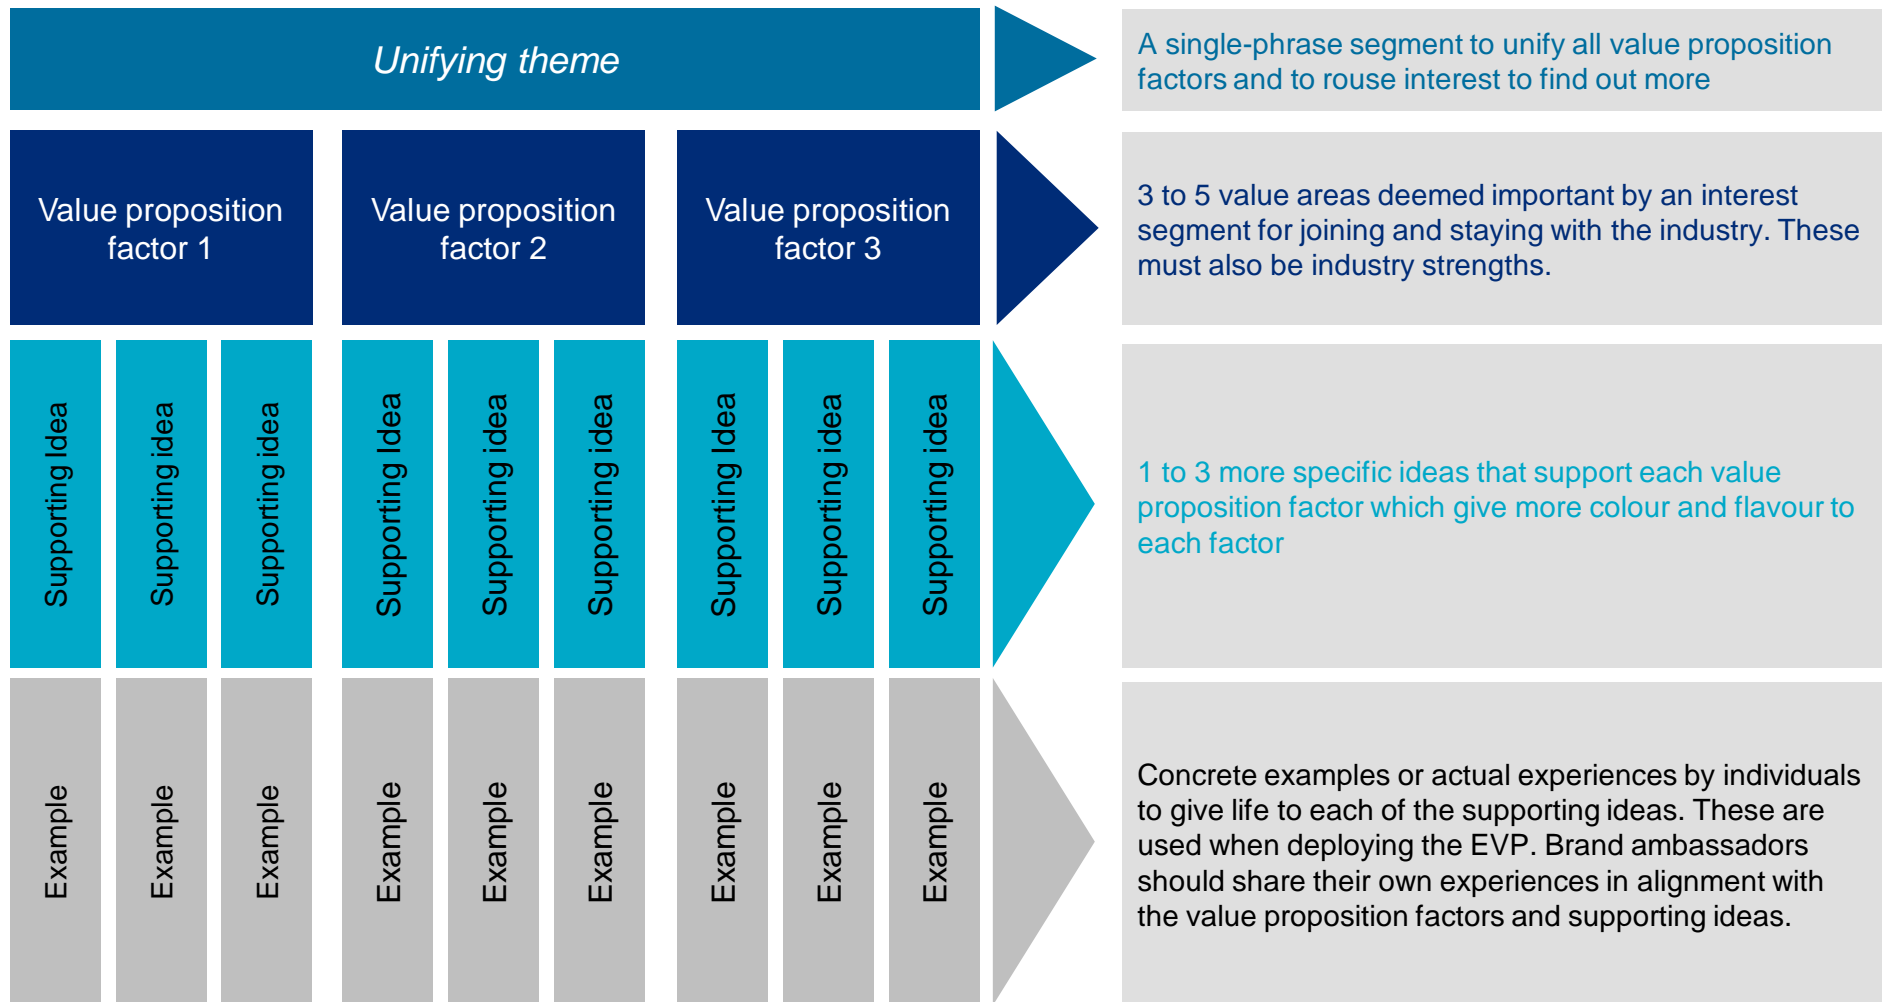 Unifying theme
A single-phrase segment to unify all value proposition
factors and to rouse interest to find out more
Value proposition
factor 1
Value proposition
factor 2
Value proposition
factor 3
3 to 5 value areas deemed important by an interest
segment for joining and staying with the industry. These
must also be industry strengths.
Supporting Idea
Supporting idea
Supporting idea
Supporting Idea
Supporting idea
Supporting idea
Supporting Idea
Supporting idea
Supporting idea
1 to 3 more specific ideas that support each value
proposition factor which give more colour and flavour to
each factor
Example
Example
Example
Example
Example
Example
Example
Example
Example
Concrete examples or actual experiences by individuals
to give life to each of the supporting ideas. These are
used when deploying the EVP. Brand ambassadors
should share their own experiences in alignment with
the value proposition factors and supporting ideas.